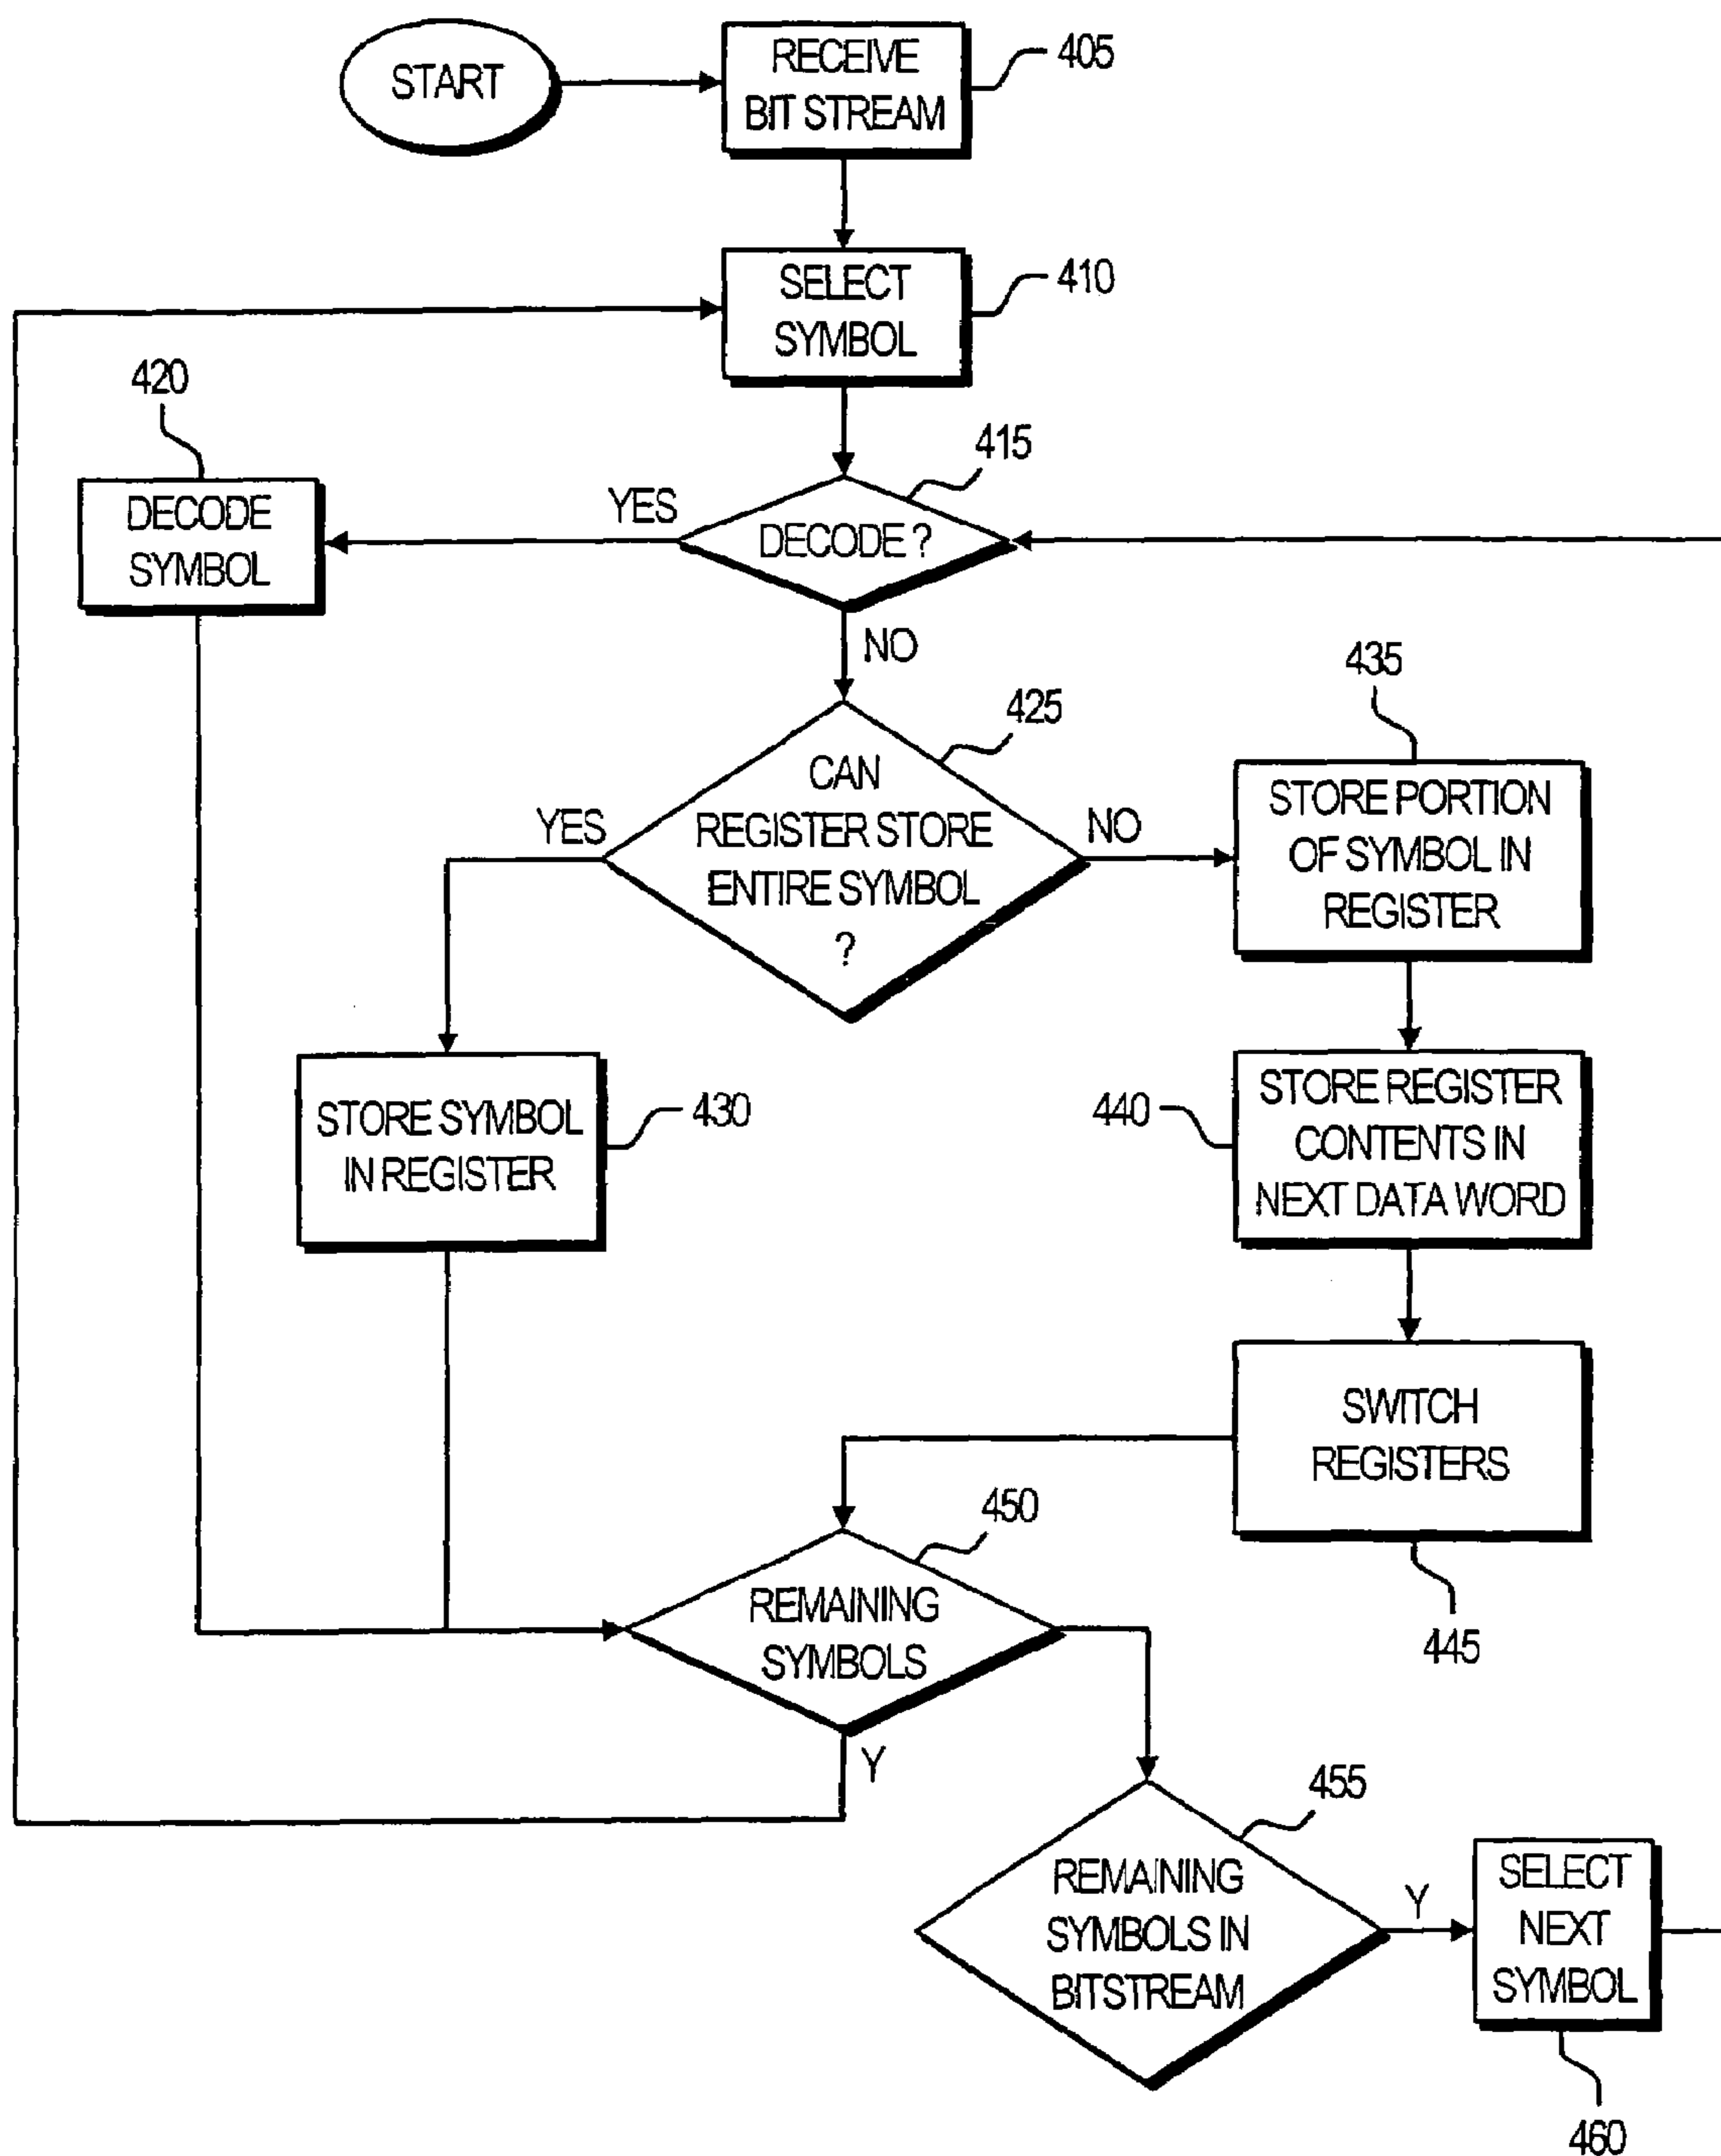 START
RECEIVE
BIT STREAM
405
SELECT
SYMBOL
410
420
415
DECODE
SYMBOL
YES
DECODE ?
NO
435
425
CAN
REGISTER STORE
ENTIRE SYMBOL
?
YES
NO
STORE PORTION
OF SYMBOL IN
REGISTER
STORE SYMBOL
IN REGISTER
430
440
STORE REGISTER
CONTENTS IN
NEXT DATA WORD
SWITCH
REGISTERS
450
REMAINING
SYMBOLS
445
Y
455
REMAINING
SYMBOLS IN
BITSTREAM
Y
SELECT
NEXT
SYMBOL
460